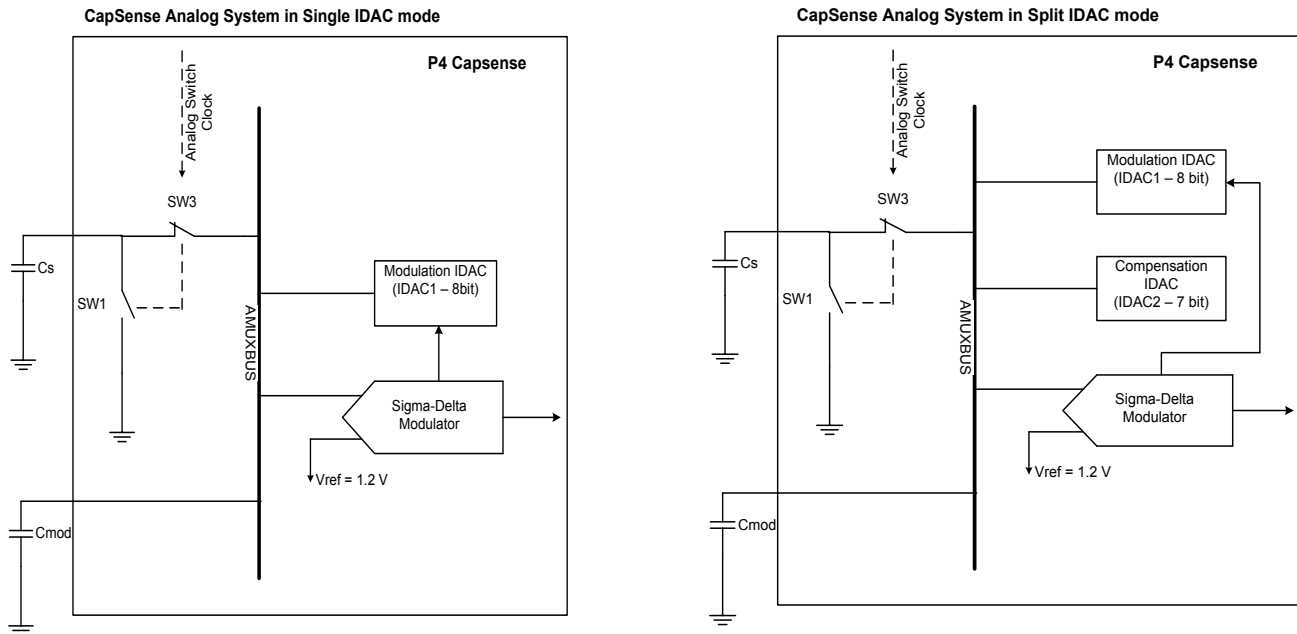 CapSense Analog System in Single IDAC mode
P4 Capsense
Analog Switch
Clock
SW3
Cs
SW1
Modulation IDAC
(IDAC1 – 8bit)
AMUXBUS
Sigma-Delta
Modulator
Vref = 1.2 V
Cmod
CapSense Analog System in Split IDAC mode
P4 Capsense
Analog Switch
Clock
Modulation IDAC
(IDAC1 – 8 bit)
SW3
Cs
SW1
Compensation
IDAC
(IDAC2 – 7 bit)
AMUXBUS
Sigma-Delta
Modulator
Vref = 1.2 V
Cmod